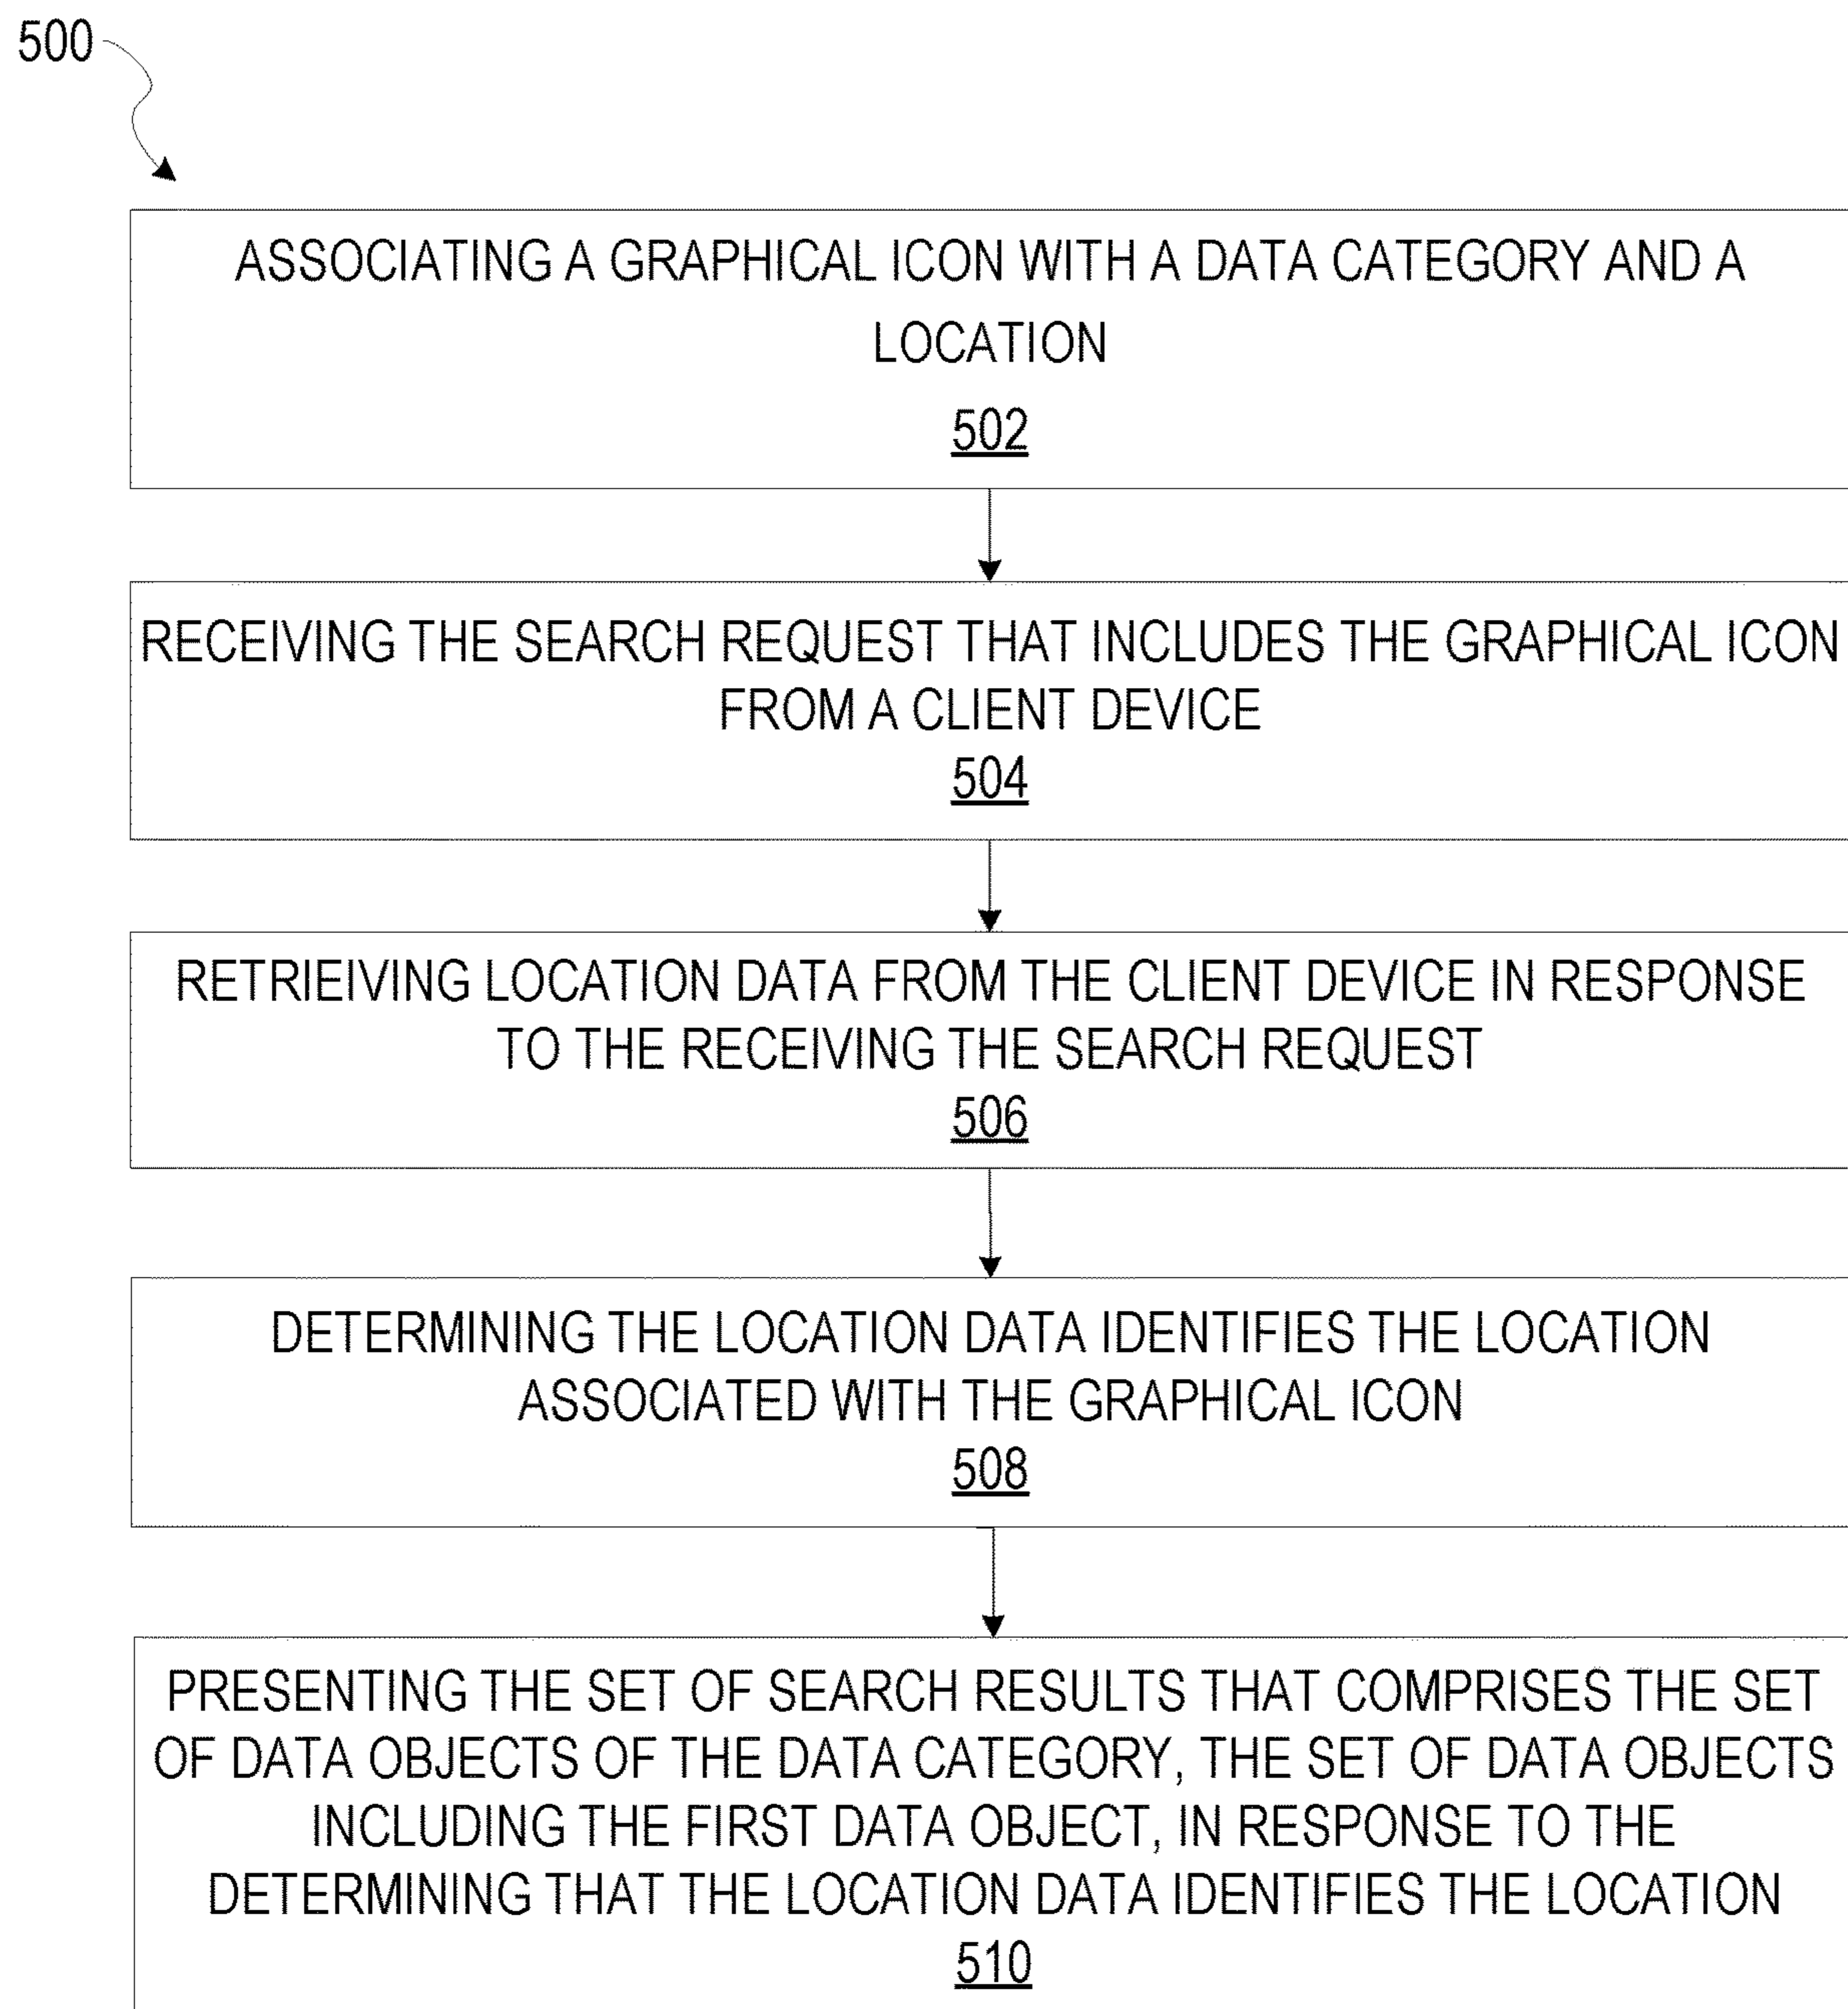 500
ASSOCIATING A GRAPHICAL ICON WITH A DATA CATEGORY AND A
LOCATION
502
RECEIVING THE SEARCH REQUEST THAT INCLUDES THE GRAPHICAL ICON
FROM A CLIENT DEVICE
504
RETRIEIVING LOCATION DATA FROM THE CLIENT DEVICE IN RESPONSE
TO THE RECEIVING THE SEARCH REQUEST
506
DETERMINING THE LOCATION DATA IDENTIFIES THE LOCATION
ASSOCIATED WITH THE GRAPHICAL ICON
508
PRESENTING THE SET OF SEARCH RESULTS THAT COMPRISES THE SET
OF DATA OBJECTS OF THE DATA CATEGORY, THE SET OF DATA OBJECTS
INCLUDING THE FIRST DATA OBJECT, IN RESPONSE TO THE
DETERMINING THAT THE LOCATION DATA IDENTIFIES THE LOCATION
510